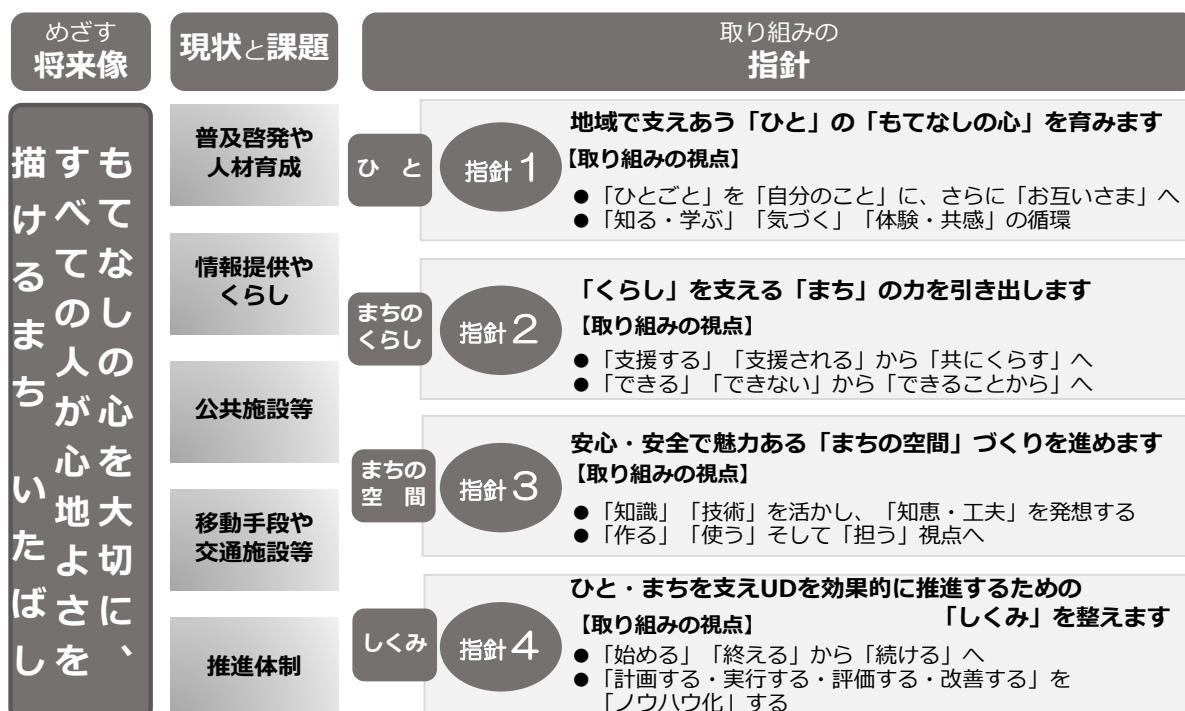 めざす
将来像
現状と課題
取り組みの
指針
もてなしの心を大切に、
すべての人が心地よさを
描けるまち　いたばし
普及啓発や
人材育成
情報提供や
くらし
公共施設等
移動手段や
交通施設等
推進体制
ひと
指針1
地域で支えあう「ひと」の「もてなしの心」を育みます
【取り組みの視点】
●「ひとごと」を「自分のこと」に、さらに「お互いさま」へ
●「知る・学ぶ」「気づく」「体験・共感」の循環
まちの
くらし
指針2
「くらし」を支える「まち」の力を引き出します
【取り組みの視点】
●「支援する」「支援される」から「共にくらす」へ
●「できる」「できない」から「できることから」へ
まちの
空間
指針3
安心・安全で魅力ある「まちの空間」づくりを進めます
【取り組みの視点】
●「知識」「技術」を活かし、「知恵・工夫」を発想する
●「作る」「使う」そして「担う」視点へ
しくみ
指針4
ひと・まちを支えUDを効果的に推進するための
「しくみ」を整えます
【取り組みの視点】
●「始める」「終える」から「続ける」へ
●「計画する・実行する・評価する・改善する」を
「ノウハウ化」する